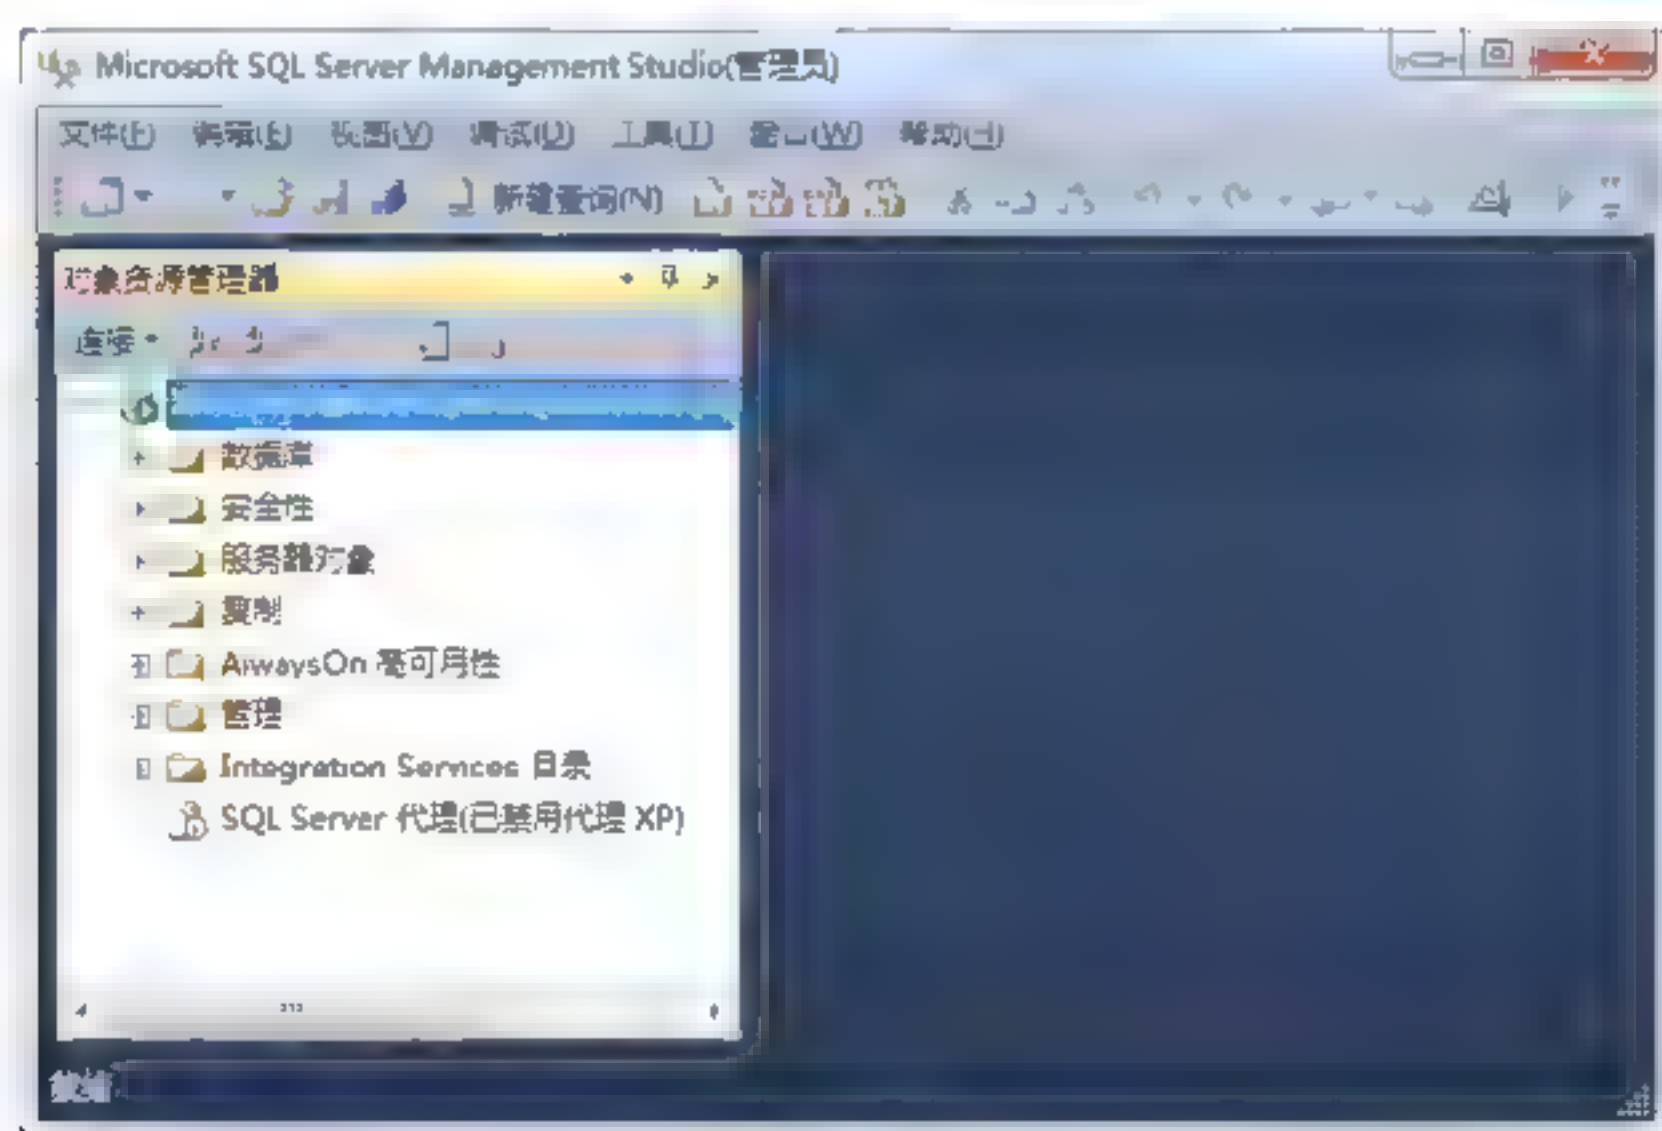 Microsoft SQL Server Management Studio(管理员)
文件(F) 编辑(E) 视图(V) 调试(D) 工具(T) 窗口(W) 帮助(H)
新建查询(N)
对象资源管理器
连接
数据库
安全性
服务器对象
复制
AlwaysOn 高可用性
管理
Integration Services 目录
SQL Server 代理(已禁用代理 XP)